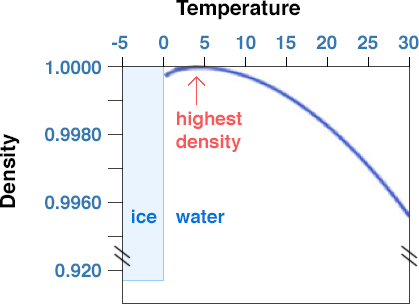 Temperature
-5 0 5 10 15 20 25 30
1.0000
highest
density
0.9980
Density
0.9960
ice water
0.920